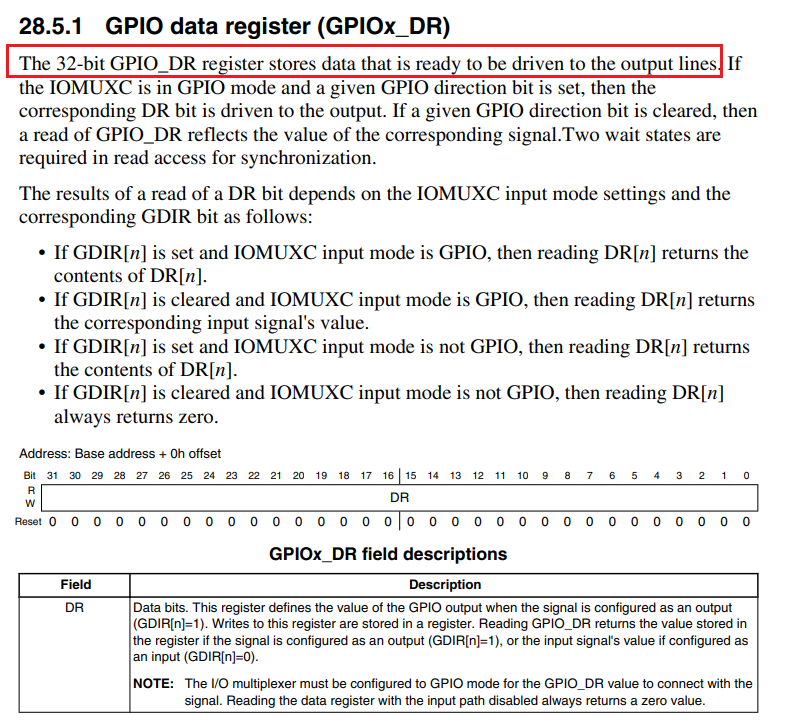 28.5.1 GPIO data register (GPIOx_DR)
The 32-bit GPIO_DR register stores data that is ready to be driven to the output lines. If
the IOMUXC is in GPIO mode and a given GPIO direction bit is set, then the
corresponding DR bit is driven to the output. If a given GPIO direction bit is cleared, then
a read of GPIO_DR reflects the value of the corresponding signal.Two wait states are
required in read access for synchronization.
The results of a read of a DR bit depends on the IOMUXC input mode settings and the
corresponding GDIR bit as follows:
• If GDIR[n] is set and IOMUXC input mode is GPIO, then reading DR[n] returns the
contents of DR[n].
• If GDIR[n] is cleared and IOMUXC input mode is GPIO, then reading DR[n] returns
the corresponding input signal's value.
• If GDIR[n] is set and IOMUXC input mode is not GPIO, then reading DR[n] returns
the contents of DR[n].
• If GDIR[n] is cleared and IOMUXC input mode is not GPIO, then reading DR[n]
always returns zero.
Address: Base address + 0h offset
Bit 31 30 29 28 27 26 25 24 23 22 21 20 19 18 17 16 15 14 13 12 11 10 9 8 7 6 5 4 3 2 1 0
R
W
DR
Reset 0 0 0 0 0 0 0 0 0 0 0 0 0 0 0 0 0 0 0 0 0 0 0 0 0 0 0 0 0 0 0 0
GPIOx_DR field descriptions
Field Description
DR Data bits. This register defines the value of the GPIO output when the signal is configured as an output
(GDIR[n]=1). Writes to this register are stored in a register. Reading GPIO_DR returns the value stored in
the register if the signal is configured as an output (GDIR[n]=1), or the input signal's value if configured as
an input (GDIR[n]=0).
NOTE: The I/O multiplexer must be configured to GPIO mode for the GPIO_DR value to connect with the
signal. Reading the data register with the input path disabled always returns a zero value.